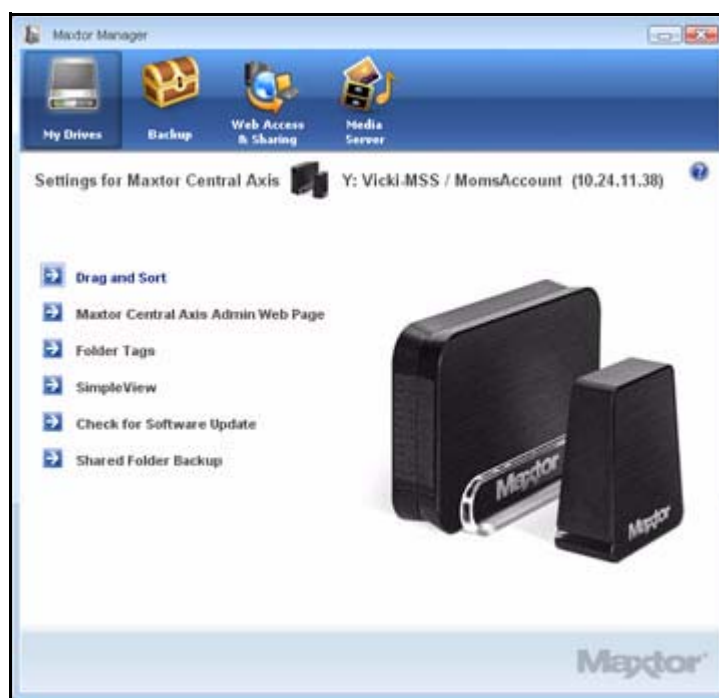 Maxtor Manager
My Drives
Backup
Web Access
& Sharing
Media
Server
Settings for Maxtor Central Axis
Y: Vicki-MSS / MomsAccount (10.24.11.38)
?
Drag and Sort
Maxtor Central Axis Admin Web Page
Folder Tags
SimpleView
Check for Software Update
Shared Folder Backup
Maxtor
Maxtor
Maxtor